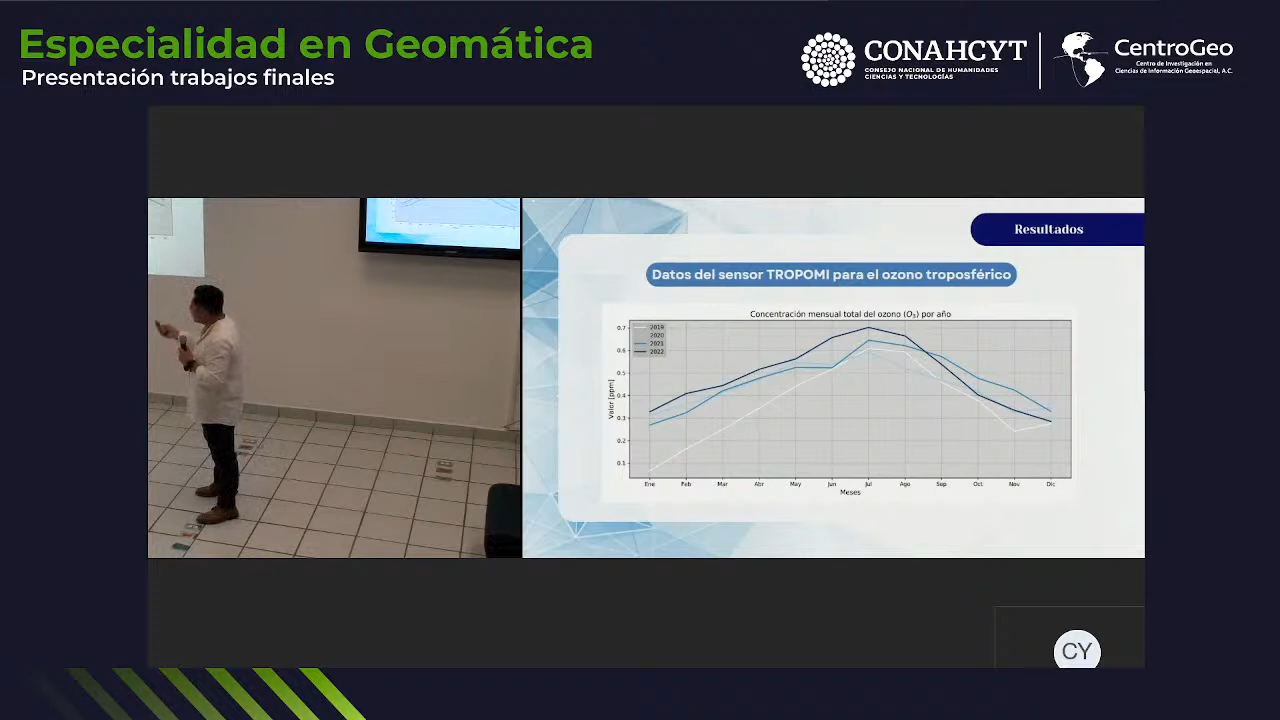 Especialidad en Geomática
Presentación trabajos finales
CONAHCYT
CONSEJO NACIONAL DE HUMANIDADES
CIENCIAS Y TECNOLOGÍAS
CentroGeo
Centro de Investigación en
Ciencias de Información Geoespacial, A.C.
Resultados
Datos del sensor TROPOMI para el ozono troposférico
Concentración mensual total del ozono (O3) por año
2019
2020
2021
2022
Valor [ppm]
0.7
0.6
0.5
0.4
0.3
0.2
0.1
Ene Feb Mar Abr May Jun Jul Ago Sep Oct Nov Dic
Meses
CY